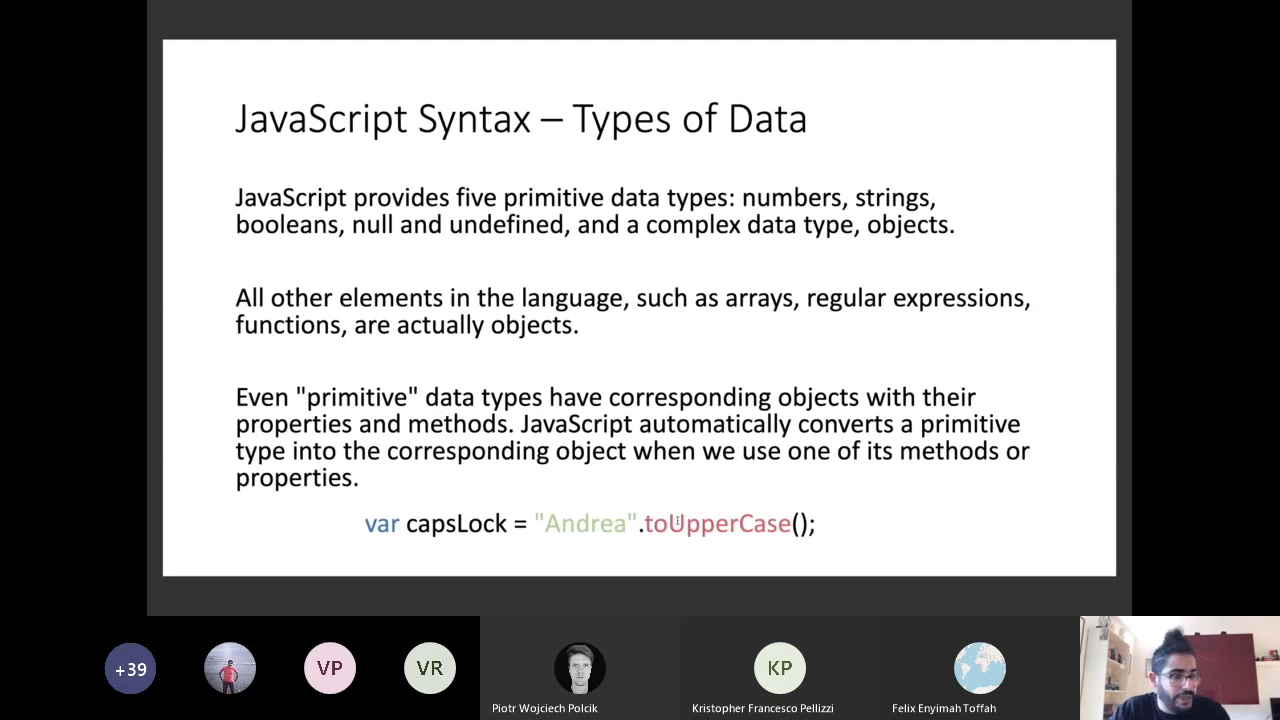 JavaScript Syntax – Types of Data
JavaScript provides five primitive data types: numbers, strings,
booleans, null and undefined, and a complex data type, objects.
All other elements in the language, such as arrays, regular expressions,
functions, are actually objects.
Even "primitive" data types have corresponding objects with their
properties and methods. JavaScript automatically converts a primitive
type into the corresponding object when we use one of its methods or
properties.
var capsLock = "Andrea".toUpperCase();
+39
VP
VR
KP
Piotr Wojciech Polcik
Kristopher Francesco Pellizzi
Felix Enyimah Toffah